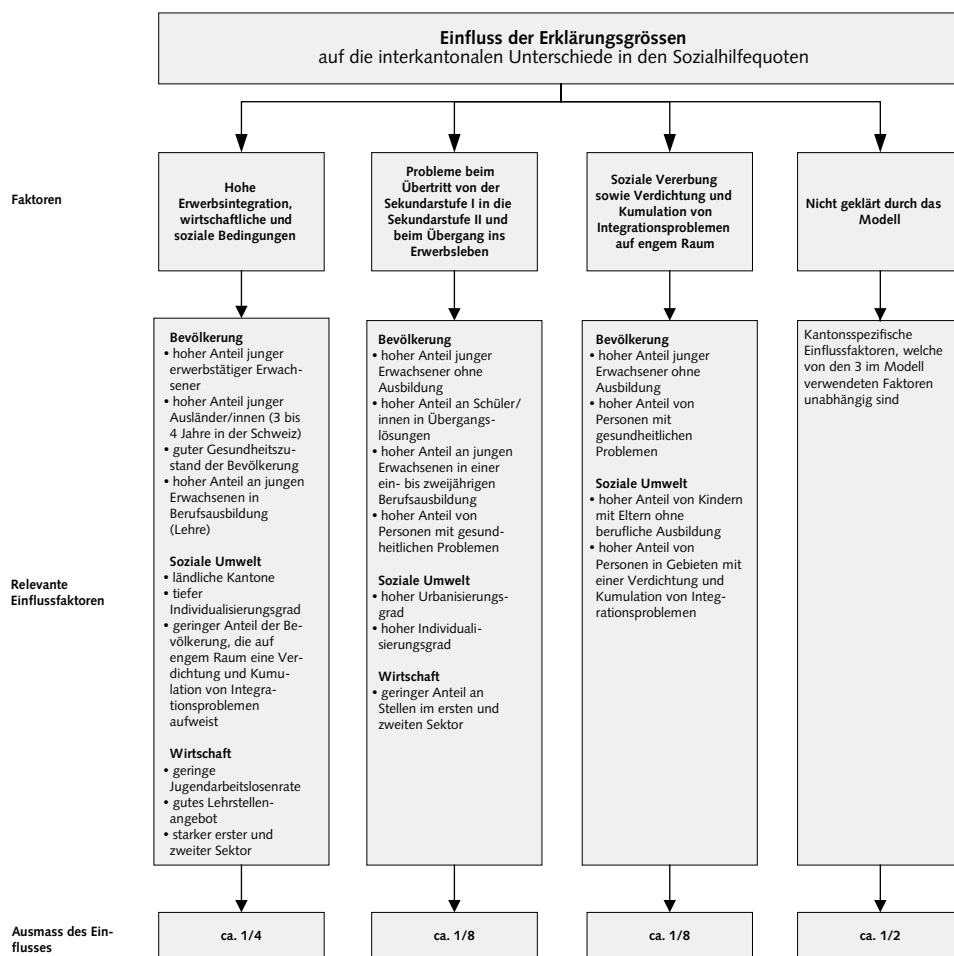 Einfluss der Erklärungsgrössen
auf die interkantonalen Unterschiede in den Sozialhilfequoten
Faktoren
Hohe
Erwerbsintegration,
wirtschaftliche und
soziale Bedingungen
Probleme beim
Übertritt von der
Sekundarstufe I in die
Sekundarstufe II und
beim Übergang ins
Erwerbsleben
Soziale Vererbung
sowie Verdichtung und
Kumulation von
Integrationsproblemen
auf engem Raum
Nicht geklärt durch das
Modell
Relevante
Einflussfaktoren
Bevölkerung
• hoher Anteil junger
erwerbstätiger Erwach-
sener
• hoher Anteil junger
Ausländer/innen (3 bis
4 Jahre in der Schweiz)
• guter Gesundheitszu-
stand der Bevölkerung
• hoher Anteil an jungen
Erwachsenen in
Berufsausbildung
(Lehre)
Soziale Umwelt
• ländliche Kantone
• tiefer
Individualisierungsgrad
• geringer Anteil der Be-
völkerung, die auf
engem Raum eine Ver-
dichtung und Kumu-
lation von Integra-
tionsproblemen
aufweist
Wirtschaft
• geringe
Jugendarbeitslosenrate
• gutes Lehrstellen-
angebot
• starker erster und
zweiter Sektor
Bevölkerung
• hoher Anteil junger
Erwachsener ohne
Ausbildung
• hoher Anteil an Schüler/
innen in Übergangs-
lösungen
• hoher Anteil an jungen
Erwachsenen in einer
ein- bis zweijährigen
Berufsausbildung
• hoher Anteil von
Personen mit gesund-
heitlichen Problemen
Soziale Umwelt
• hoher Urbanisierungs-
grad
• hoher Individuali-
sierungsgrad
Wirtschaft
• geringer Anteil an
Stellen im ersten und
zweiten Sektor
Bevölkerung
• hoher Anteil junger
Erwachsener ohne
Ausbildung
• hoher Anteil von
Personen mit
gesundheitlichen
Problemen
Soziale Umwelt
• hoher Anteil von Kindern
mit Eltern ohne
berufliche Ausbildung
• hoher Anteil von
Personen in Gebieten mit
einer Verdichtung und
Kumulation von Integ-
rationsproblemen
Kantonsspezifische
Einflussfaktoren, welche
von den 3 im Modell
verwendeten Faktoren
unabhängig sind
Ausmass des Ein-
flusses
ca. 1/4
ca. 1/8
ca. 1/8
ca. 1/2